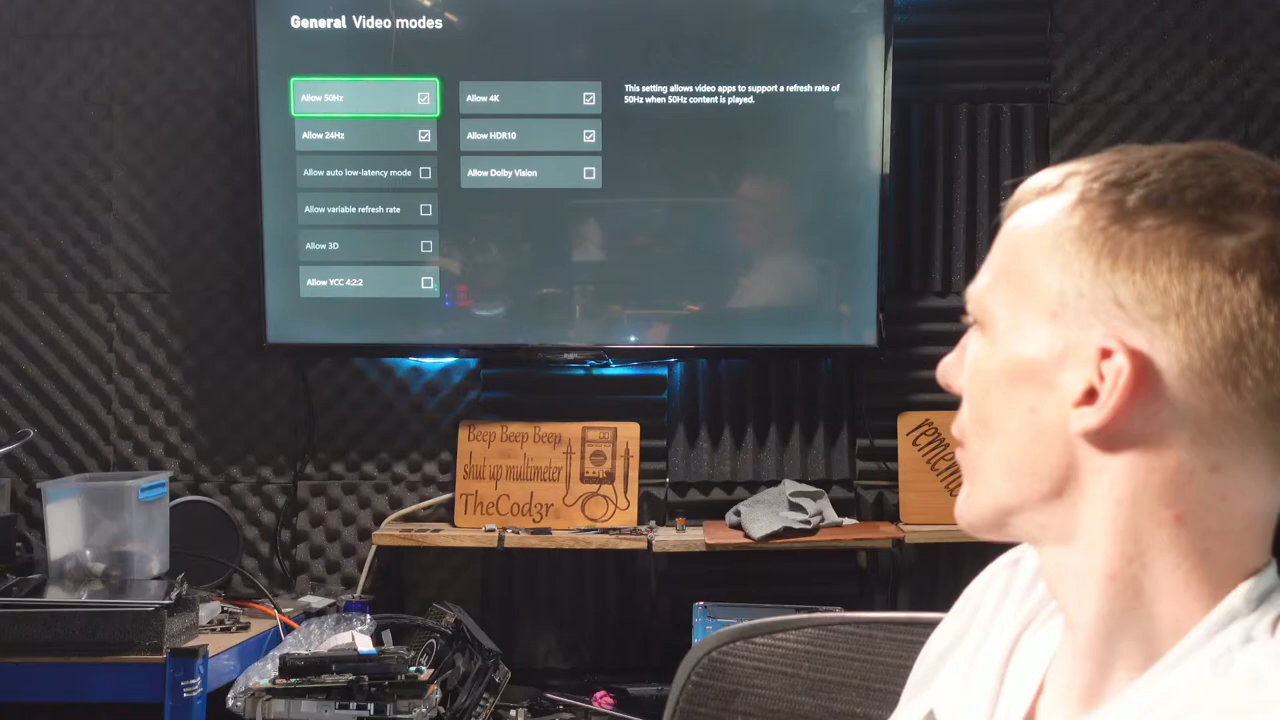 General Video modes
Allow 50Hz
Allow 24Hz
Allow auto low-latency mode
Allow variable refresh rate
Allow 3D
Allow YCC 4:2:2
Allow 4K
Allow HDR10
Allow Dolby Vision
This setting allows video apps to support a refresh rate of
50Hz when 50Hz content is played.
Beep Beep Beep
shut up multimeter
TheCod3r